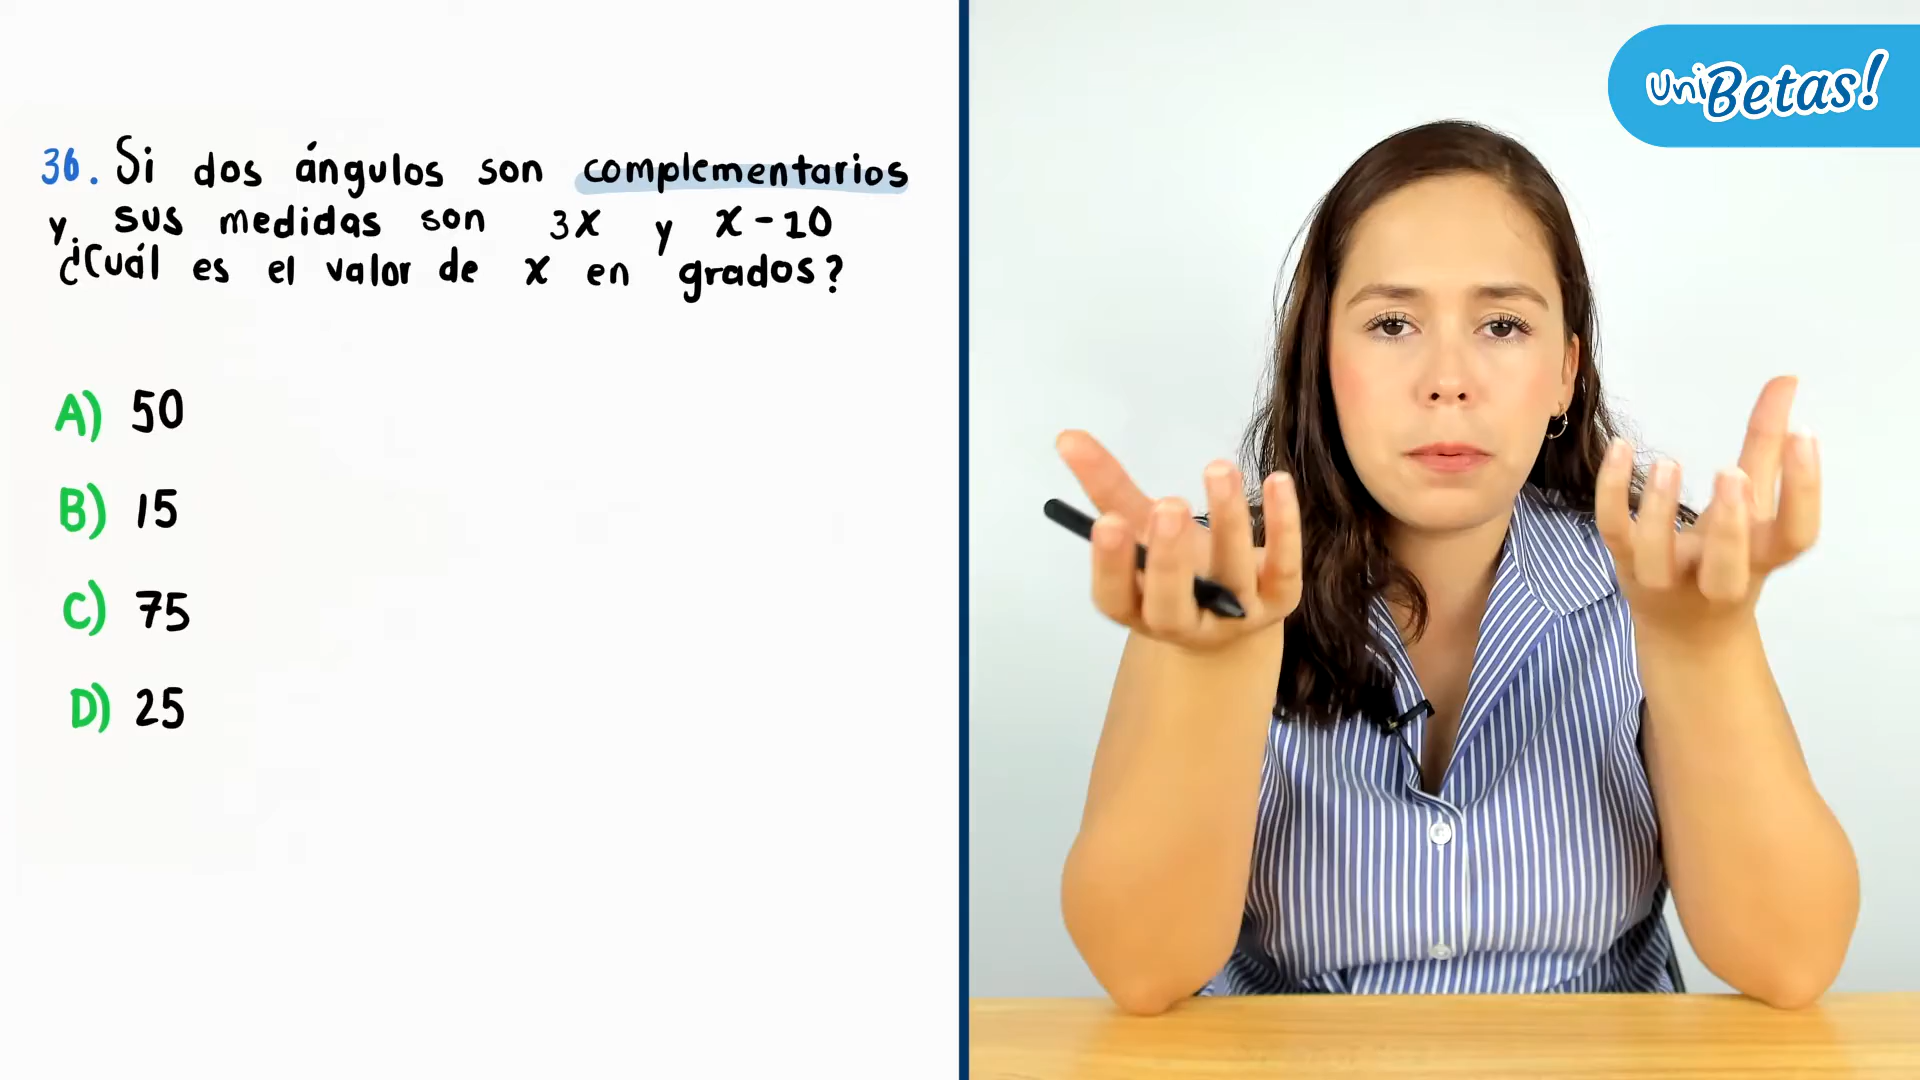 36. Si dos ángulos son complementarios
y sus medidas son 3x y x-10
¿Cuál es el valor de x en grados?
A) 50
B) 15
C) 75
D) 25
uniBetas!